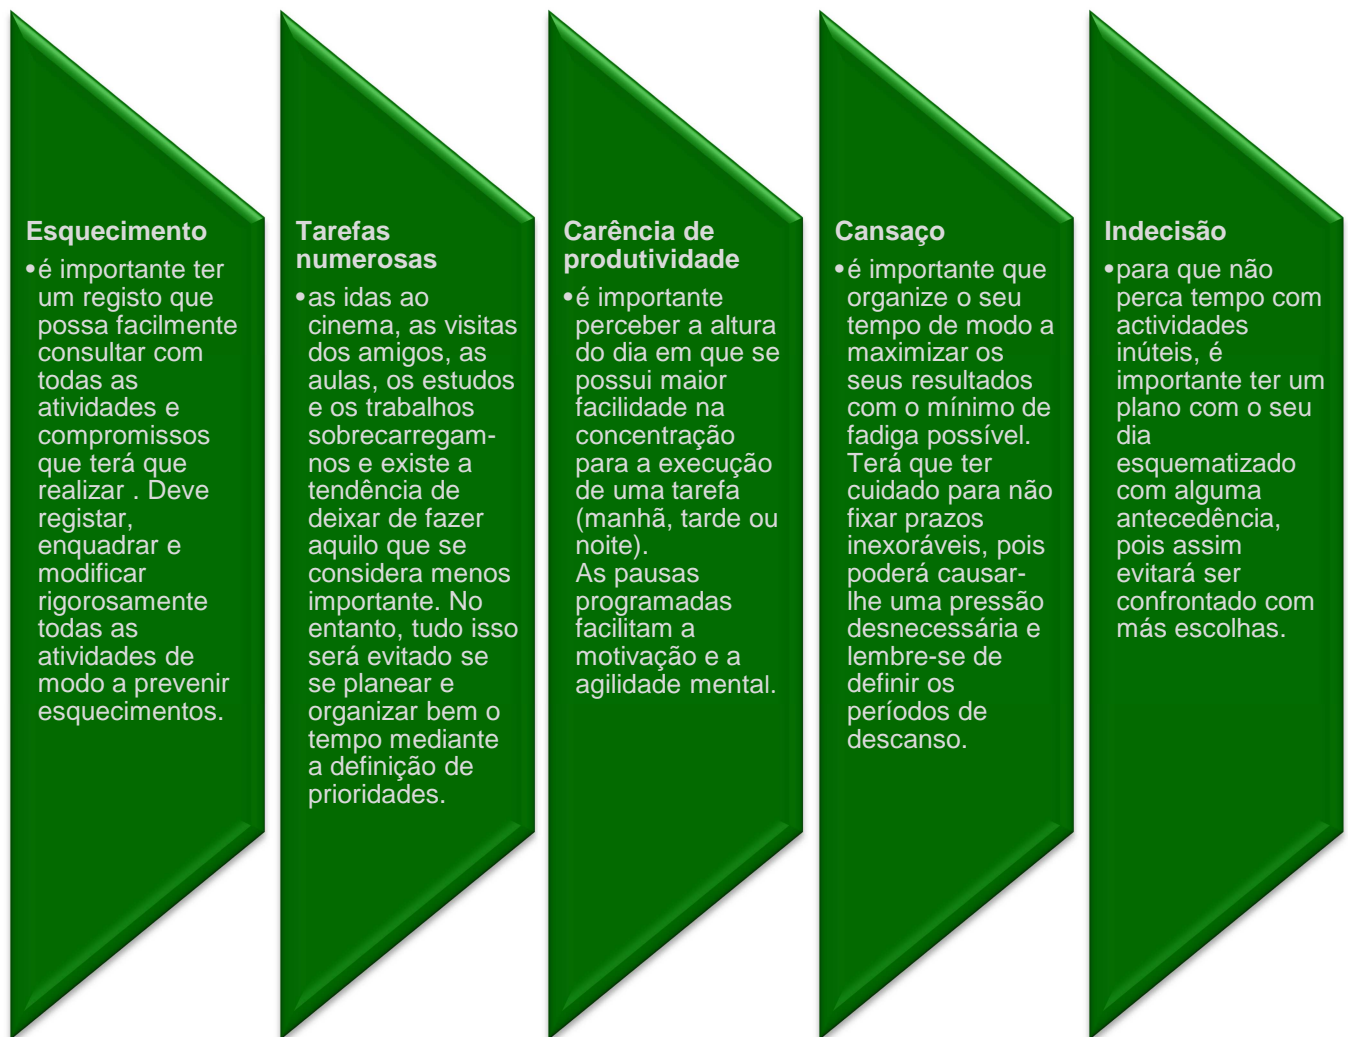 Esquecimento
•é importante ter
um registo que
possa facilmente
consultar com
todas as
atividades e
compromissos
que terá que
realizar . Deve
registar,
enquadrar e
modificar
rigorosamente
todas as
atividades de
modo a prevenir
esquecimentos.
Tarefas
numerosas
•as idas ao
cinema, as visitas
dos amigos, as
aulas, os estudos
e os trabalhos
sobrecarregam-
nos e existe a
tendência de
deixar de fazer
aquilo que se
considera menos
importante. No
entanto, tudo isso
será evitado se
se planear e
organizar bem o
tempo mediante
a definição de
prioridades.
Carência de
produtividade
•é importante
perceber a altura
do dia em que se
possui maior
facilidade na
concentração
para a execução
de uma tarefa
(manhã, tarde ou
noite).
As pausas
programadas
facilitam a
motivação e a
agilidade mental.
Cansaço
•é importante que
organize o seu
tempo de modo a
maximizar os
seus resultados
com o mínimo de
fadiga possível.
Terá que ter
cuidado para não
fixar prazos
inexoráveis, pois
poderá causar-
lhe uma pressão
desnecessária e
lembre-se de
definir os
períodos de
descanso.
Indecisão
•para que não
perca tempo com
actividades
inúteis, é
importante ter um
plano com o seu
dia
esquematizado
com alguma
antecedência,
pois assim
evitará ser
confrontado com
más escolhas.